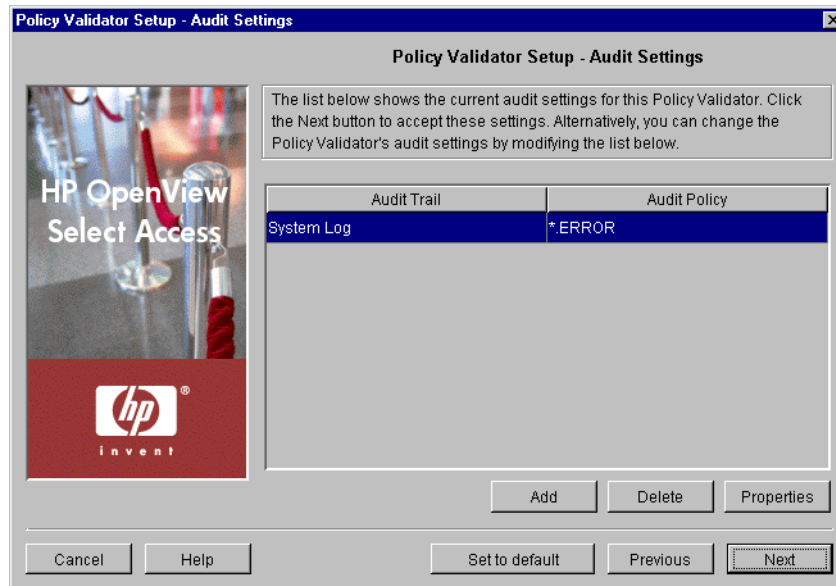 Policy Validator Setup - Audit Settings
Policy Validator Setup - Audit Settings
The list below shows the current audit settings for this Policy Validator. Click
the Next button to accept these settings. Alternatively, you can change the
Policy Validator's audit settings by modifying the list below.
HP OpenView
Select Access
hp
®
invent
Audit Trail Audit Policy
System Log *.ERROR
Add Delete Properties
Cancel Help Set to default Previous Next